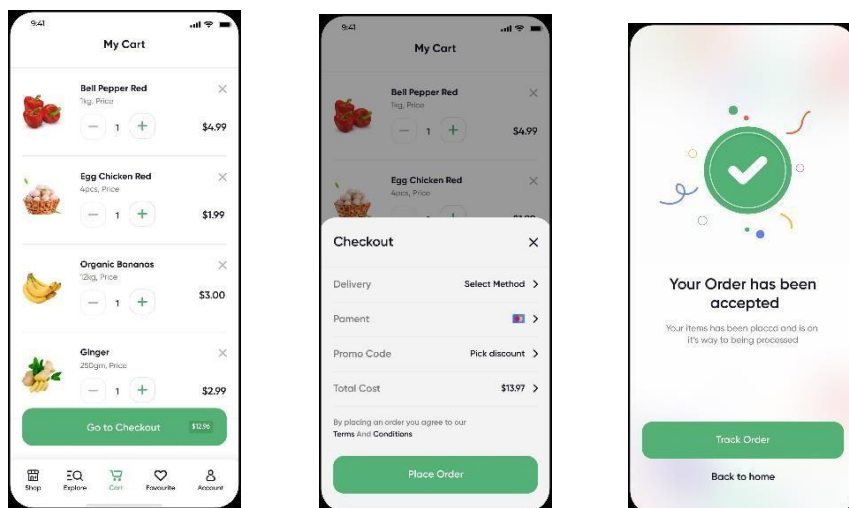 9:41
My Cart
Bell Pepper Red
1kg, Price
1
$4.99
Egg Chicken Red
4pcs, Price
1
$1.99
Organic Bananas
12kg, Price
1
$3.00
Ginger
250gm, Price
1
$2.99
Go to Checkout $12.96
Shop Explore Cart Favourite Account
9:41
My Cart
Bell Pepper Red
1kg, Price
1
$4.99
Egg Chicken Red
4pcs, Price
1
$1.99
Checkout
Delivery Select Method
Pament
Promo Code Pick discount
Total Cost $13.97
By placing an order you agree to our
Terms And Conditions
Place Order
Your Order has been
accepted
Your items has been placcd and is on
it's way to being processed
Track Order
Back to home